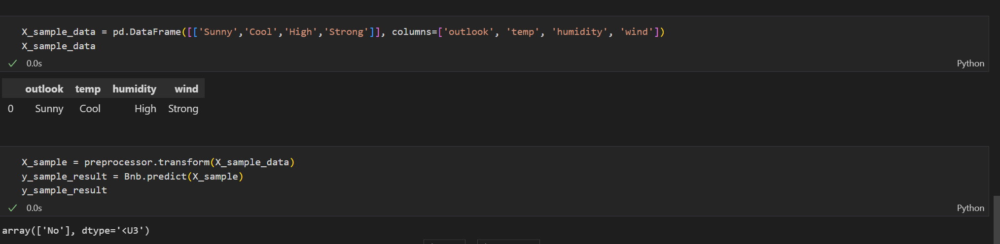 X_sample_data = pd.DataFrame([['Sunny','Cool','High','Strong']], columns=['outlook', 'temp', 'humidity', 'wind'])
X_sample_data
0.0s
Python
outlook temp humidity wind
0 Sunny Cool High Strong
X_sample = preprocessor.transform(X_sample_data)
y_sample_result = Bnb.predict(X_sample)
y_sample_result
0.0s
Python
array(['No'], dtype='<U3')